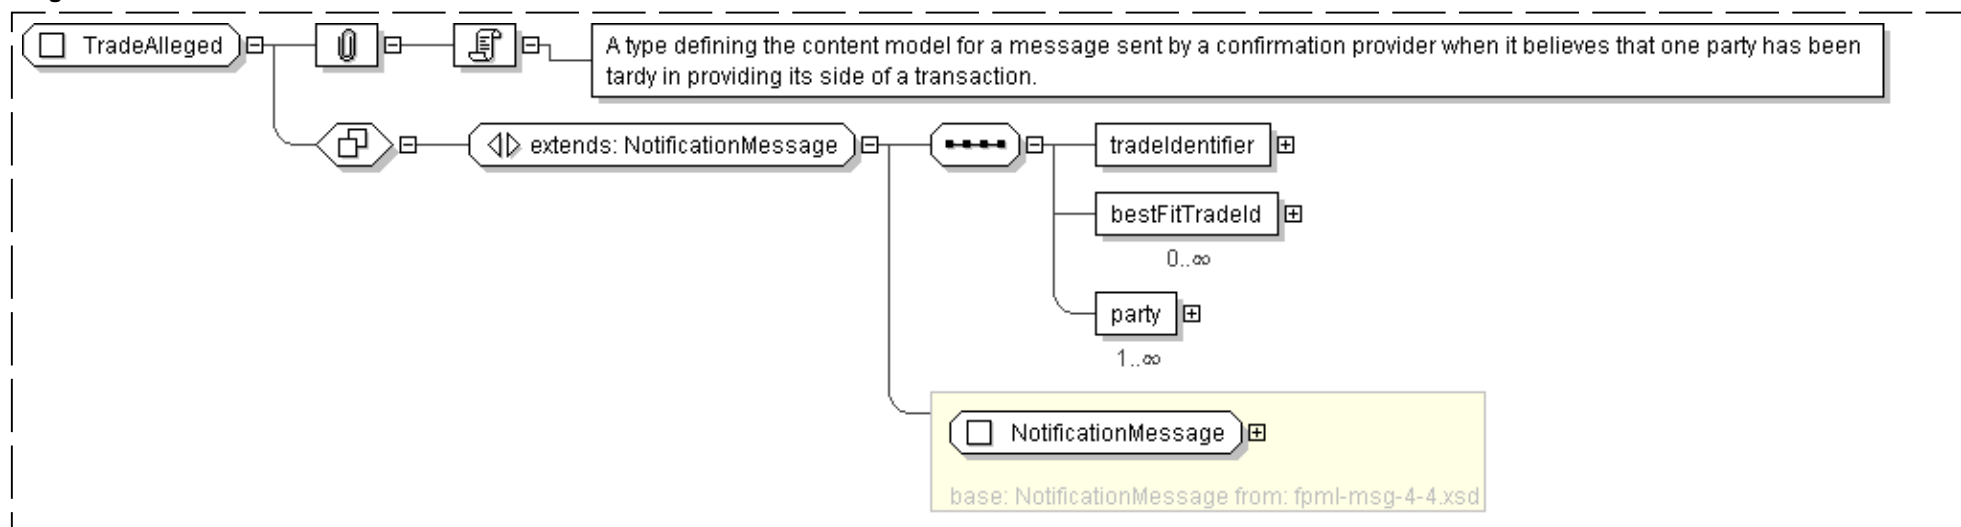 TradeAlleged
A type defining the content model for a message sent by a confirmation provider when it believes that one party has been
tardy in providing its side of a transaction.
extends: NotificationMessage
tradeIdentifier
bestFitTradeId
0..∞
party
1..∞
NotificationMessage
base: NotificationMessage from: fpml-msg-4-4.xsd